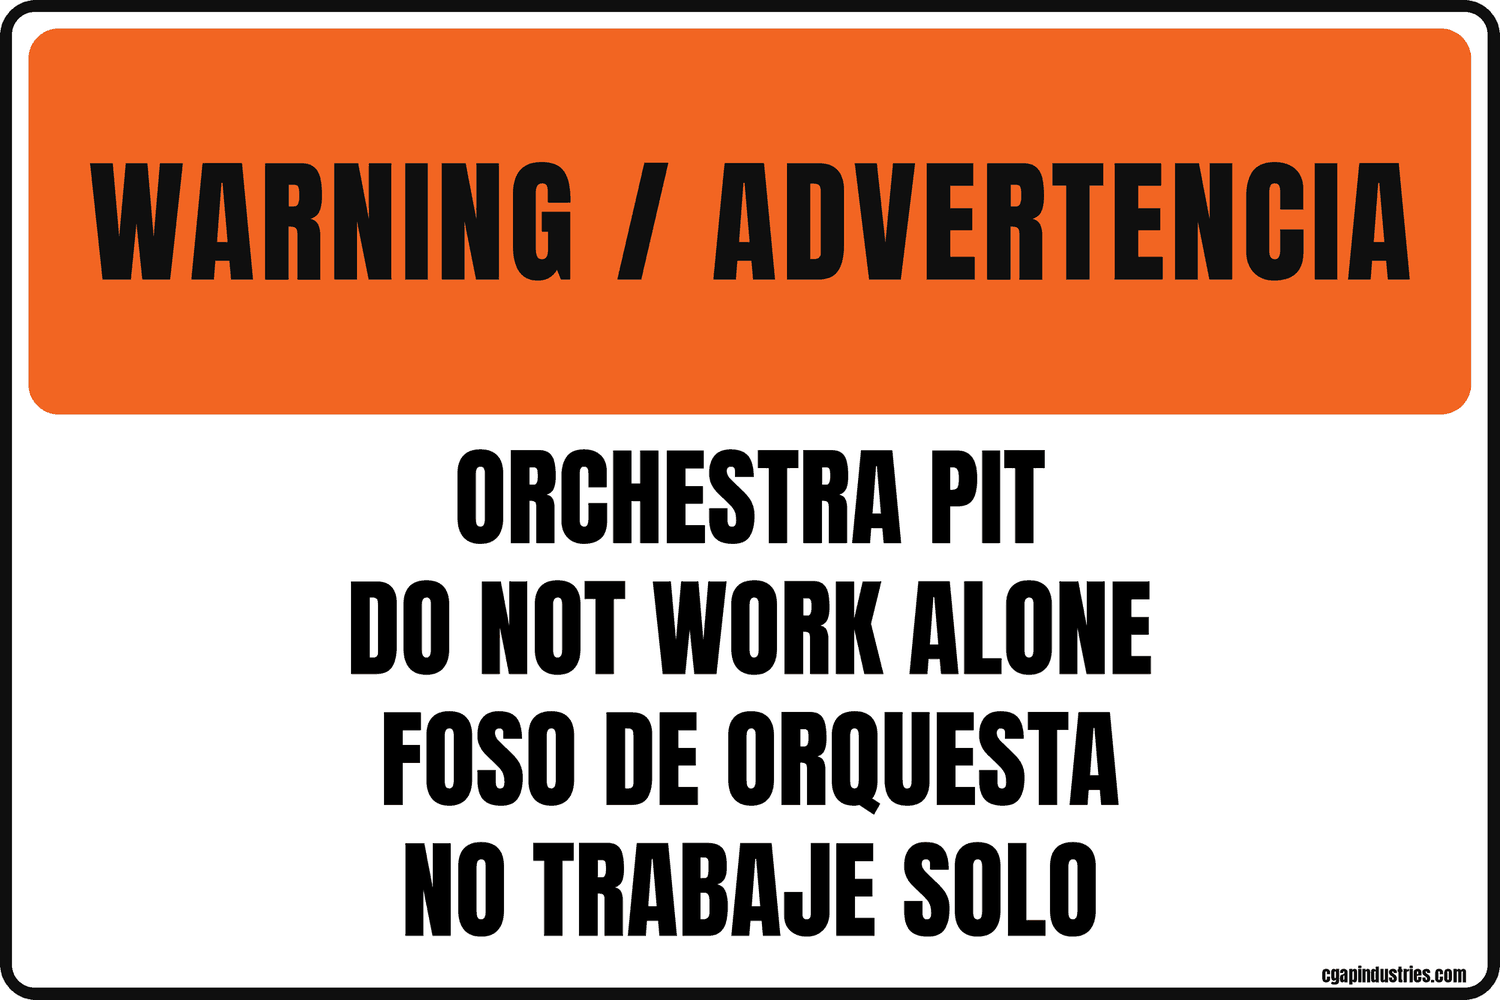 WARNING / ADVERTENCIA
ORCHESTRA PIT
DO NOT WORK ALONE
FOSO DE ORQUESTA
NO TRABAJE SOLO
cgapindustries.com